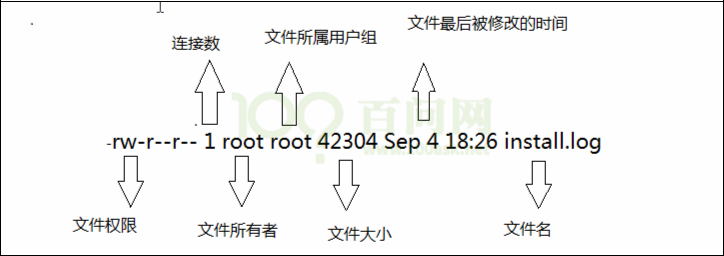 文件最后被修改的时间
连接数 文件所属用户组
100 百问网
-rw-r--r-- 1 root root 42304 Sep 4 18:26 install.log
文件权限 文件所有者 文件大小 文件名